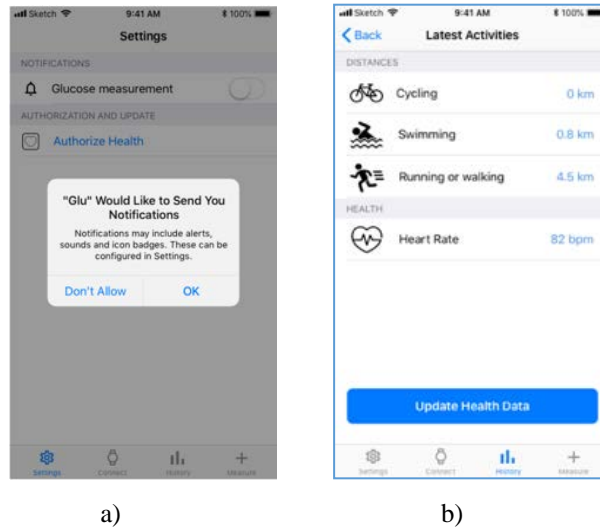 Sketch 9:41 AM 100%
Settings
NOTIFICATIONS
Glucose measurement
AUTHORIZATION AND UPDATE
Authorize Health
"Glu" Would Like to Send You
Notifications
Notifications may include alerts,
sounds and icon badges. These can be
configured in Settings.
Don't Allow OK
Settings Connect History Measure
a)
Sketch 9:41 AM 100%
Back Latest Activities
DISTANCES
Cycling 0 km
Swimming 0.8 km
Running or walking 4.5 km
HEALTH
Heart Rate 82 bpm
Update Health Data
Settings Connect History Measure
b)